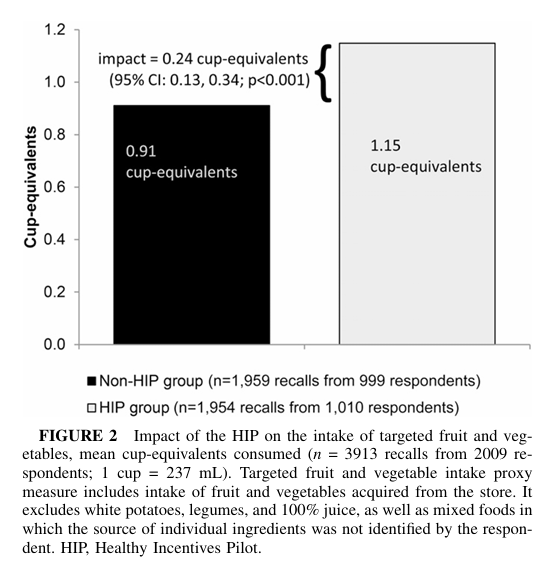 1.2
1.0
0.8
0.6
0.4
0.2
0.0
Cup-equivalents
impact = 0.24 cup-equivalents
(95% CI: 0.13, 0.34; p<0.001)
0.91
cup-equivalents
1.15
cup-equivalents
Non-HIP group (n=1,959 recalls from 999 respondents)
HIP group (n=1,954 recalls from 1,010 respondents)
FIGURE 2 Impact of the HIP on the intake of targeted fruit and veg-
etables, mean cup-equivalents consumed (n = 3913 recalls from 2009 re-
spondents; 1 cup = 237 mL). Targeted fruit and vegetable intake proxy
measure includes intake of fruit and vegetables acquired from the store. It
excludes white potatoes, legumes, and 100% juice, as well as mixed foods in
which the source of individual ingredients was not identified by the respon-
dent. HIP, Healthy Incentives Pilot.